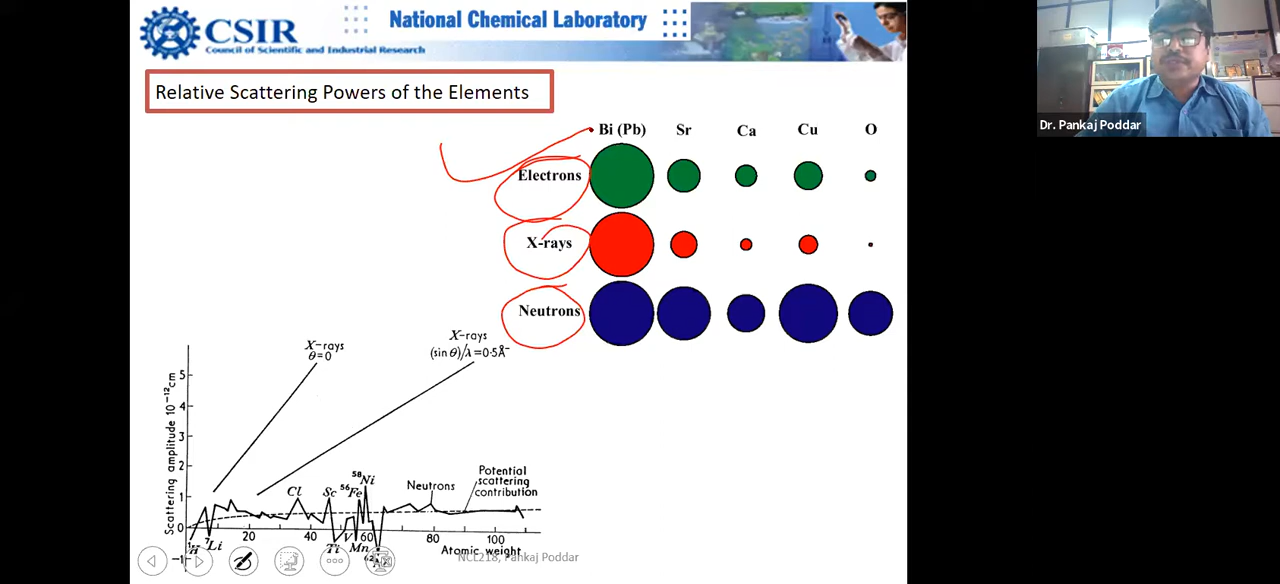 CSIR
Council of Scientific and Industrial Research
National Chemical Laboratory
Dr. Pankaj Poddar
Relative Scattering Powers of the Elements
Bi (Pb) Sr Ca Cu O
Electrons
X-rays
Neutrons
X-rays
θ=0
X-rays
(sin θ)/λ=0·5Å⁻
Scattering amplitude 10⁻¹²cm
5
4
3
2
1
0
-1
Cl
Sc
⁵⁶Fe
⁵⁸Ni
Neutrons
Potential
scattering
contribution
¹H
⁷Li
Ti
V
Mn
62
20 40 60 80 100
Atomic weight
NCL218, Pankaj Poddar